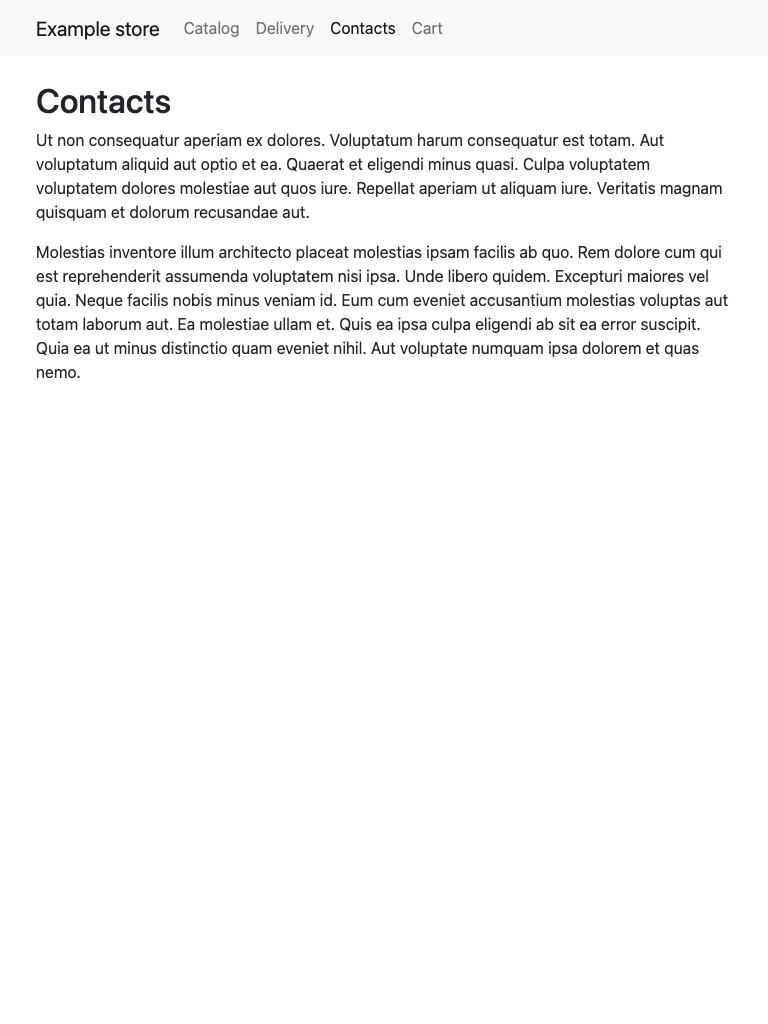 Example store Catalog Delivery Contacts Cart
Contacts
Ut non consequatur aperiam ex dolores. Voluptatum harum consequatur est totam. Aut
voluptatum aliquid aut optio et ea. Quaerat et eligendi minus quasi. Culpa voluptatem
voluptatem dolores molestiae aut quos iure. Repellat aperiam ut aliquam iure. Veritatis magnam
quisquam et dolorum recusandae aut.
Molestias inventore illum architecto placeat molestias ipsam facilis ab quo. Rem dolore cum qui
est reprehenderit assumenda voluptatem nisi ipsa. Unde libero quidem. Excepturi maiores vel
quia. Neque facilis nobis minus veniam id. Eum cum eveniet accusantium molestias voluptas aut
totam laborum aut. Ea molestiae ullam et. Quis ea ipsa culpa eligendi ab sit ea error suscipit.
Quia ea ut minus distinctio quam eveniet nihil. Aut voluptate numquam ipsa dolorem et quas
nemo.